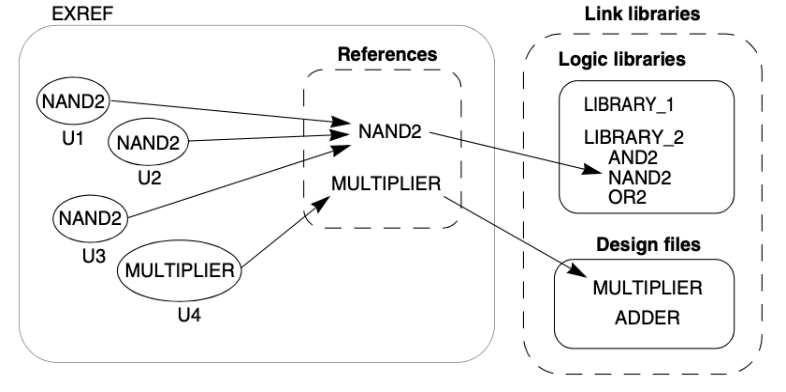 EXREF
References
NAND2
U1
NAND2
U2
NAND2
U3
MULTIPLIER
U4
NAND2
MULTIPLIER
Link libraries
Logic libraries
LIBRARY_1
LIBRARY_2
AND2
NAND2
OR2
Design files
MULTIPLIER
ADDER